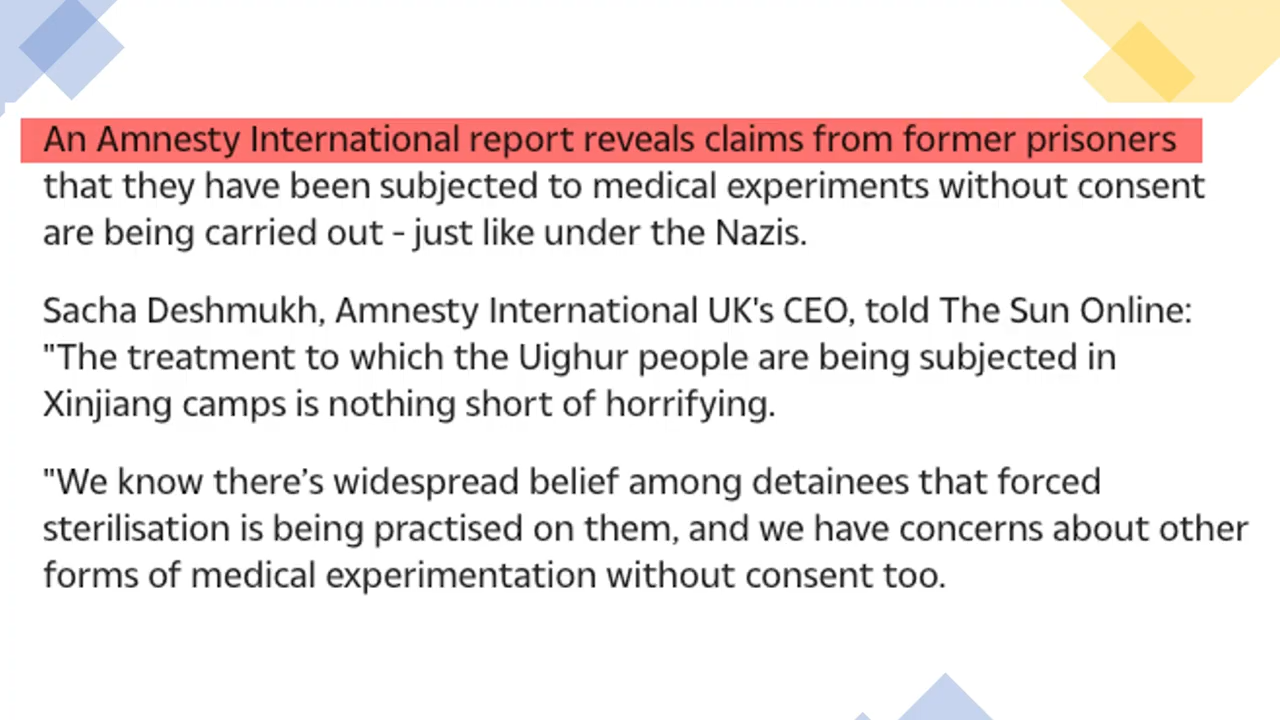 An Amnesty International report reveals claims from former prisoners
that they have been subjected to medical experiments without consent
are being carried out - just like under the Nazis.
Sacha Deshmukh, Amnesty International UK's CEO, told The Sun Online:
"The treatment to which the Uighur people are being subjected in
Xinjiang camps is nothing short of horrifying.
"We know there’s widespread belief among detainees that forced
sterilisation is being practised on them, and we have concerns about other
forms of medical experimentation without consent too.